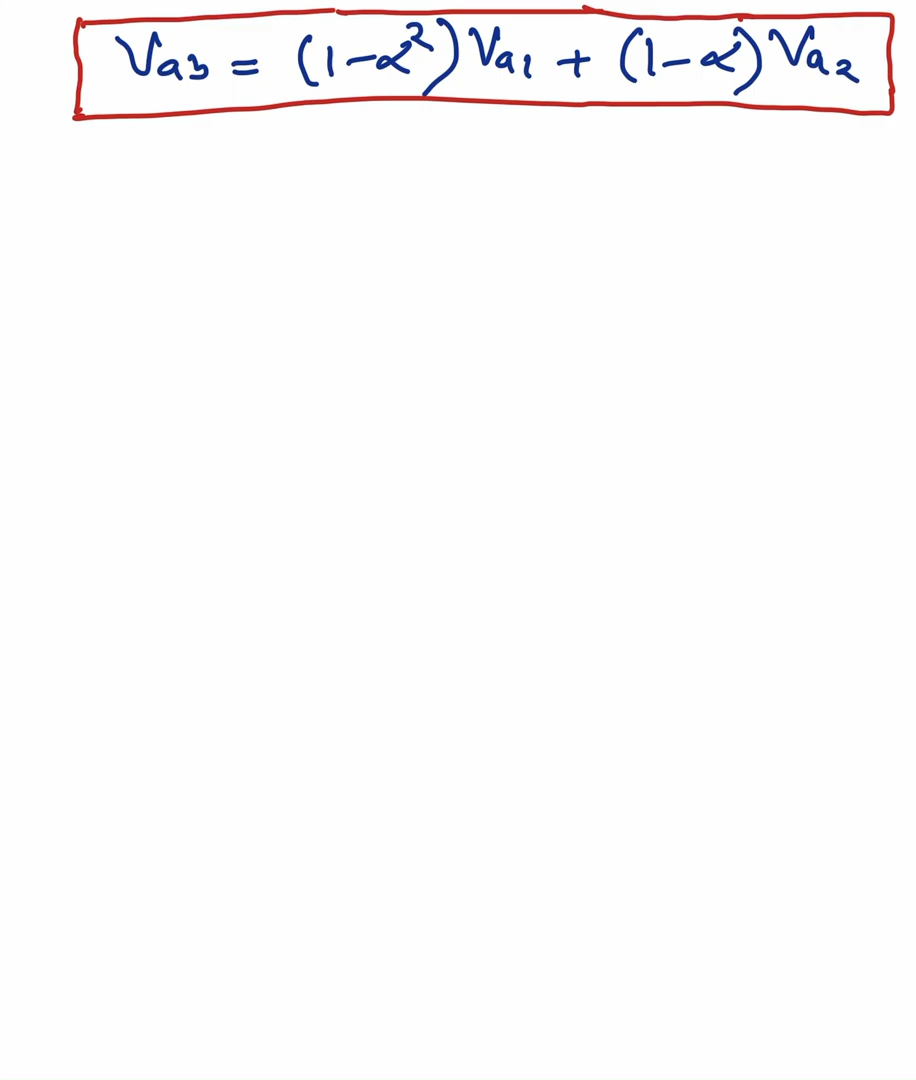 Vab = (1-α²)Va1 + (1-α)Va2